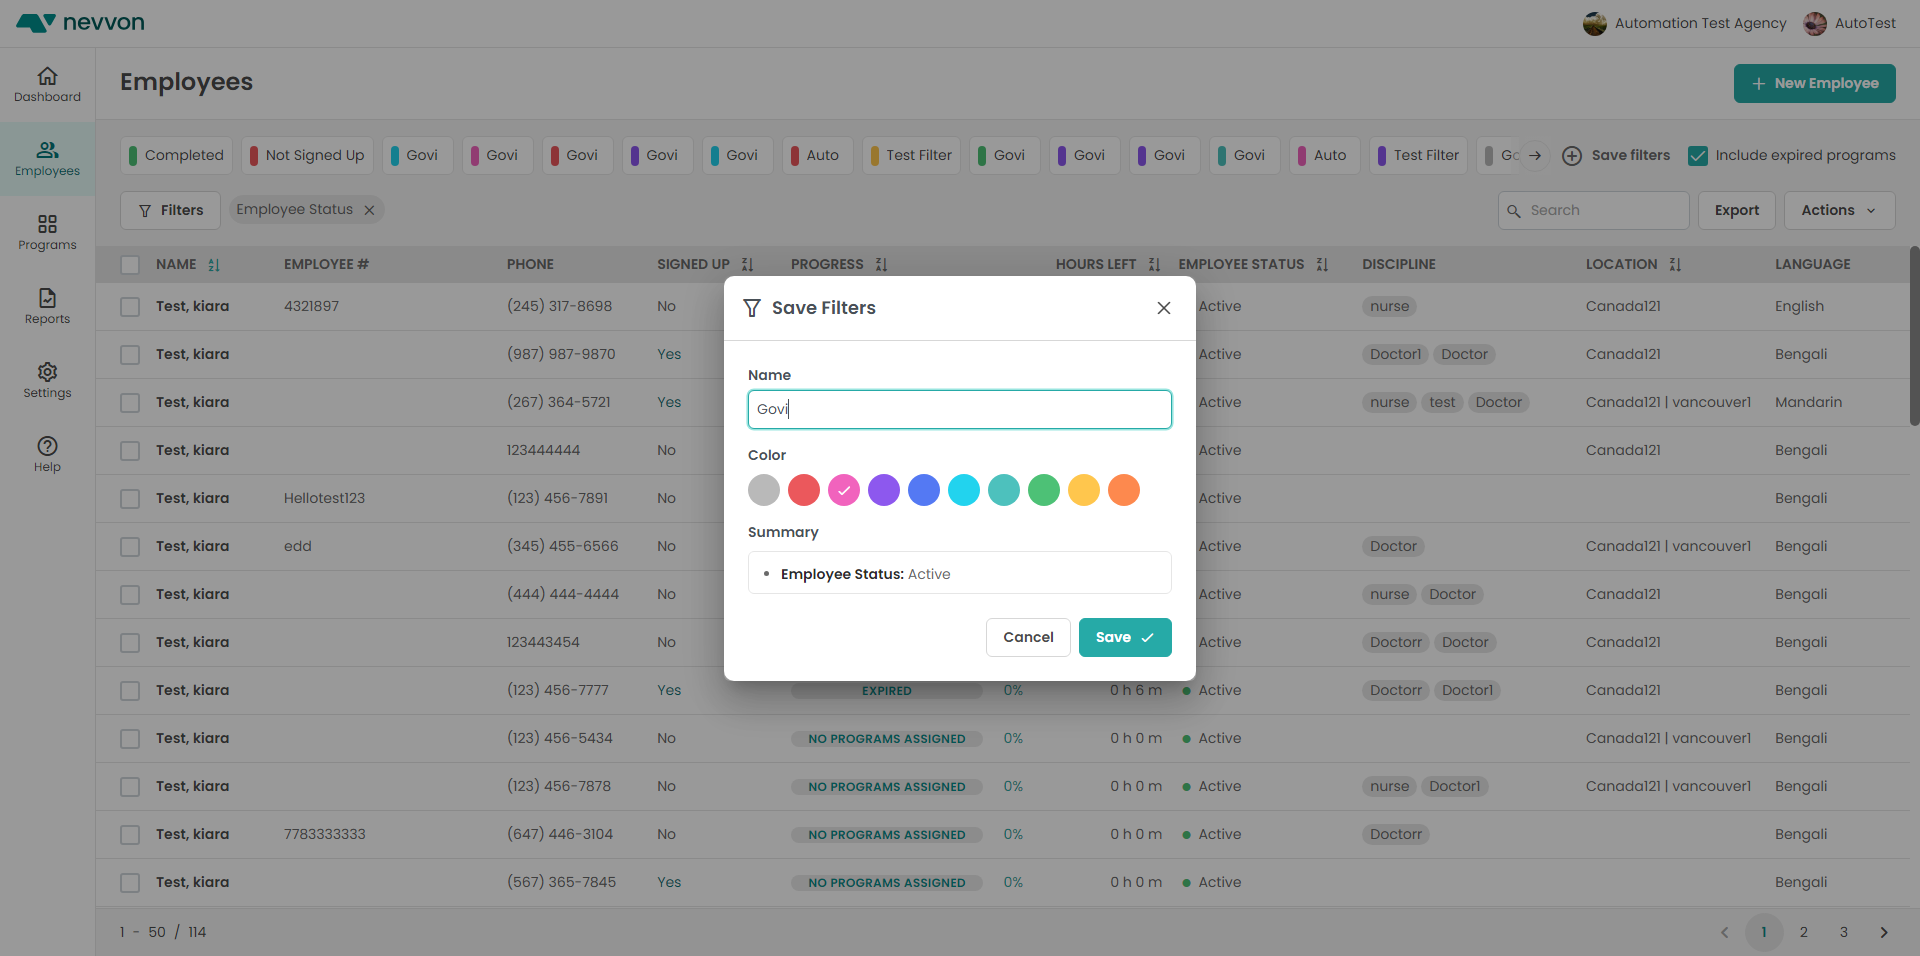 nevvon
Automation Test Agency
AutoTest
Dashboard
Employees
Programs
Reports
Settings
Help
Employees
New Employee
Completed Not Signed Up Govi Govi Govi Govi Govi Auto Test Filter Govi Govi Govi Govi Auto Test Filter Save filters Include expired programs
Filters Employee Status Search Export Actions
NAME EMPLOYEE # PHONE SIGNED UP PROGRESS HOURS LEFT EMPLOYEE STATUS DISCIPLINE LOCATION LANGUAGE
Test, kiara 4321897 (245) 317-8698 No Active nurse Canada121 English
Test, kiara (987) 987-9870 Yes Active Doctor1 Doctor Canada121 Bengali
Test, kiara (267) 364-5721 Yes Active nurse test Doctor Canada121 | vancouver1 Mandarin
Test, kiara 123444444 No Active Bengali
Test, kiara Hellotest123 (123) 456-7891 No Active Bengali
Test, kiara edd (345) 455-6566 No Active Doctor Canada121 | vancouver1 Bengali
Test, kiara (444) 444-4444 No Active nurse Doctor Canada121 Bengali
Test, kiara 123443454 No Active Doctorr Doctor Canada121 Bengali
Test, kiara (123) 456-7777 Yes EXPIRED 0% 0 h 6 m Active Doctorr Doctor1 Canada121 Bengali
Test, kiara (123) 456-5434 No NO PROGRAMS ASSIGNED 0% 0 h 0 m Active Canada121 | vancouver1 Bengali
Test, kiara (123) 456-7878 No NO PROGRAMS ASSIGNED 0% 0 h 0 m Active nurse Doctor1 Canada121 | vancouver1 Bengali
Test, kiara 7783333333 (647) 446-3104 No NO PROGRAMS ASSIGNED 0% 0 h 0 m Active Doctorr Bengali
Test, kiara (567) 365-7845 Yes NO PROGRAMS ASSIGNED 0% 0 h 0 m Active Bengali
1 - 50 / 114
1 2 3
Save Filters
Name
Govi
Color
Summary
• Employee Status: Active
Cancel Save